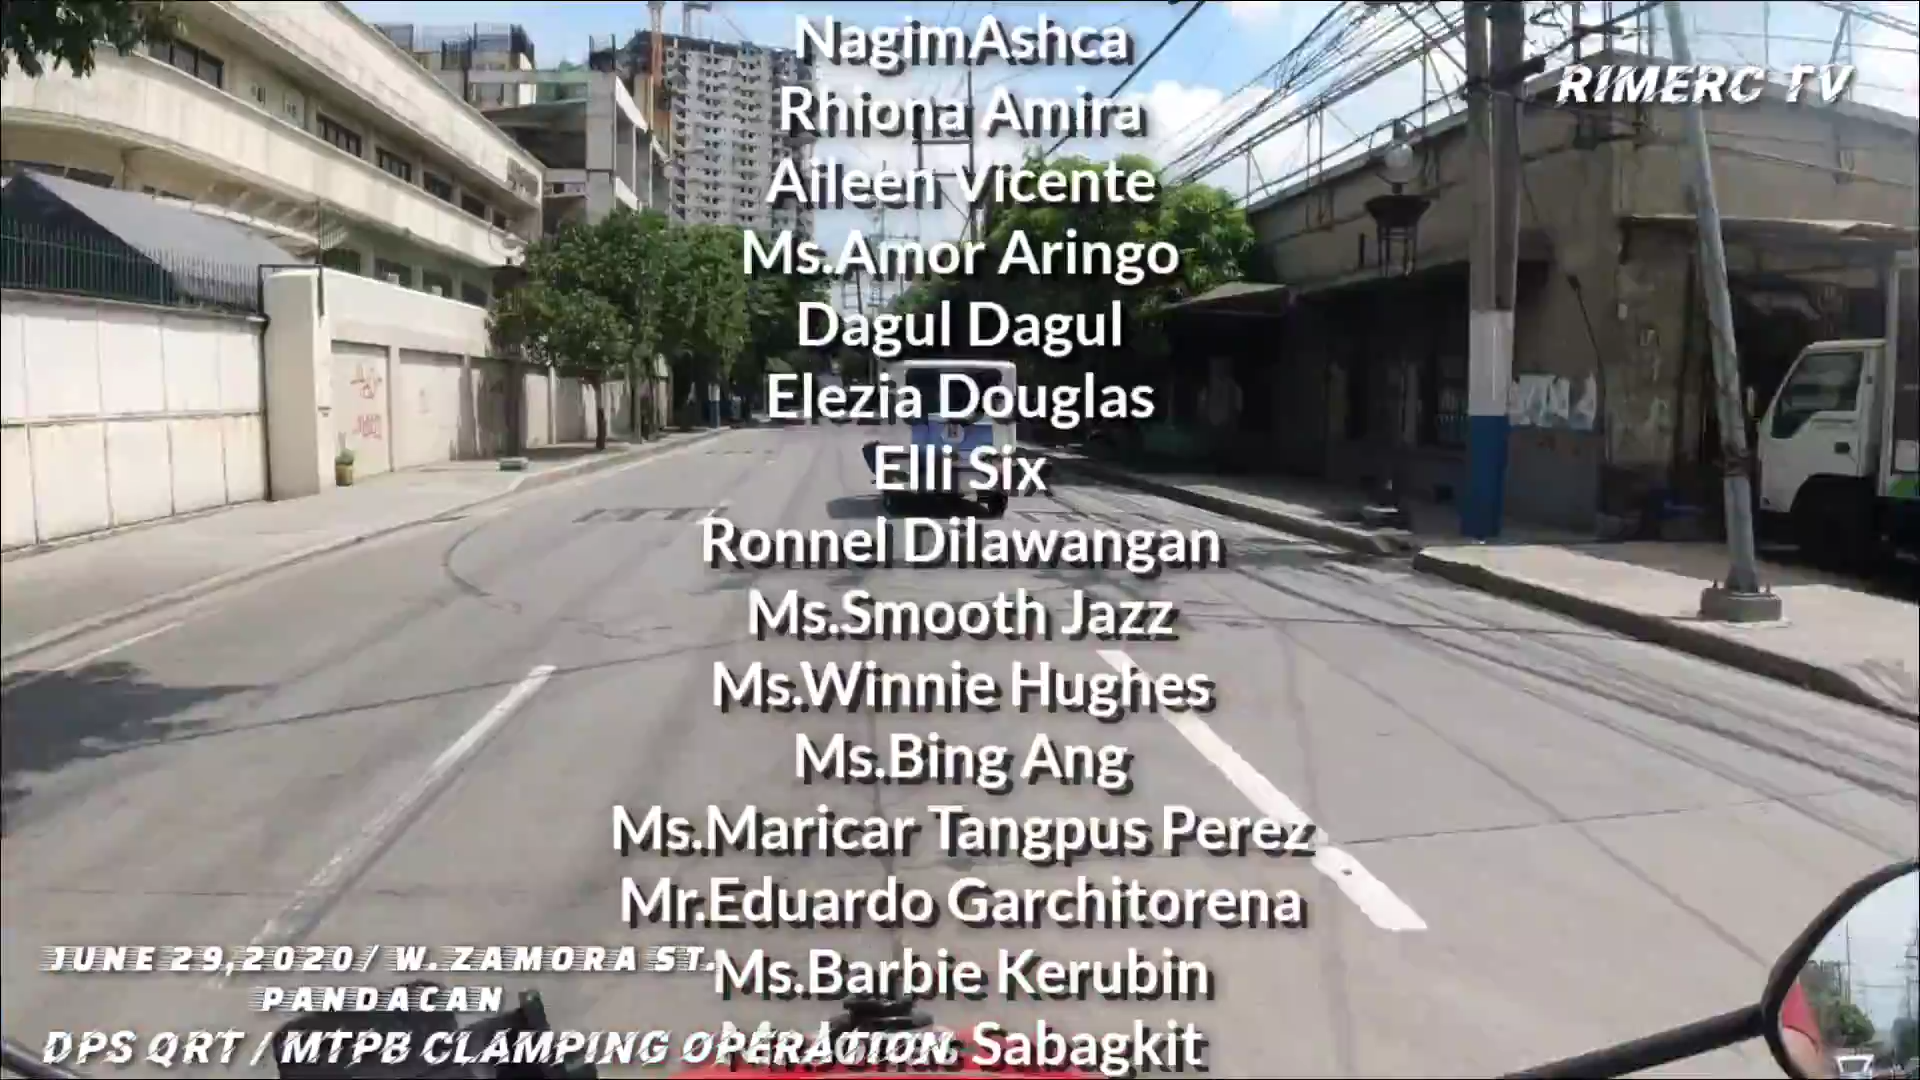 NagimAshca
RIMERC TV
Rhiona Amira
Aileen Vicente
Ms.Amor Aringo
Dagul Dagul
Elezia Douglas
Elli Six
Ronnel Dilawangan
Ms.Smooth Jazz
Ms.Winnie Hughes
Ms.Bing Ang
Ms.Maricar Tangpus Perez
Mr.Eduardo Garchitorena
Ms.Barbie Kerubin
Sabagkit
JUNE 29,2020/ W.ZAMORA ST.
PANDACAN
DPS QRT / MTPB CLAMPING OPERATION